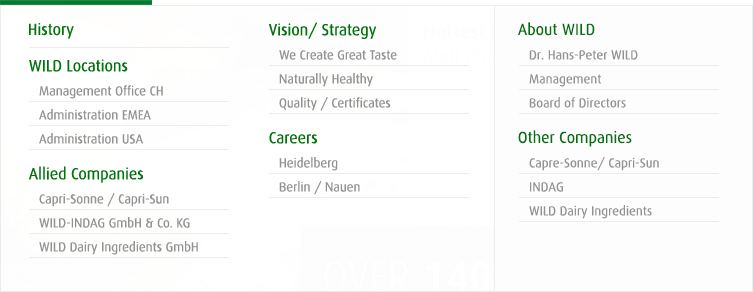 History
WILD Locations
Management Office CH
Administration EMEA
Administration USA
Allied Companies
Capri-Sonne / Capri-Sun
WILD-INDAG GmbH & Co. KG
WILD Dairy Ingredients GmbH
Vision/ Strategy
We Create Great Taste
Naturally Healthy
Quality / Certificates
Careers
Heidelberg
Berlin / Nauen
About WILD
Dr. Hans-Peter WILD
Management
Board of Directors
Other Companies
Capre-Sonne/ Capri-Sun
INDAG
WILD Dairy Ingredients
OVER 140